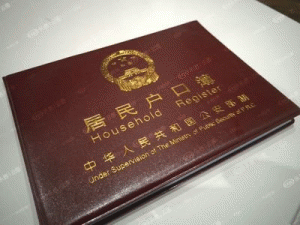 居民户口簿
Household Register
中华人民共和国公安部制
Under Supervision of The Ministry of Public Security of P.R.C